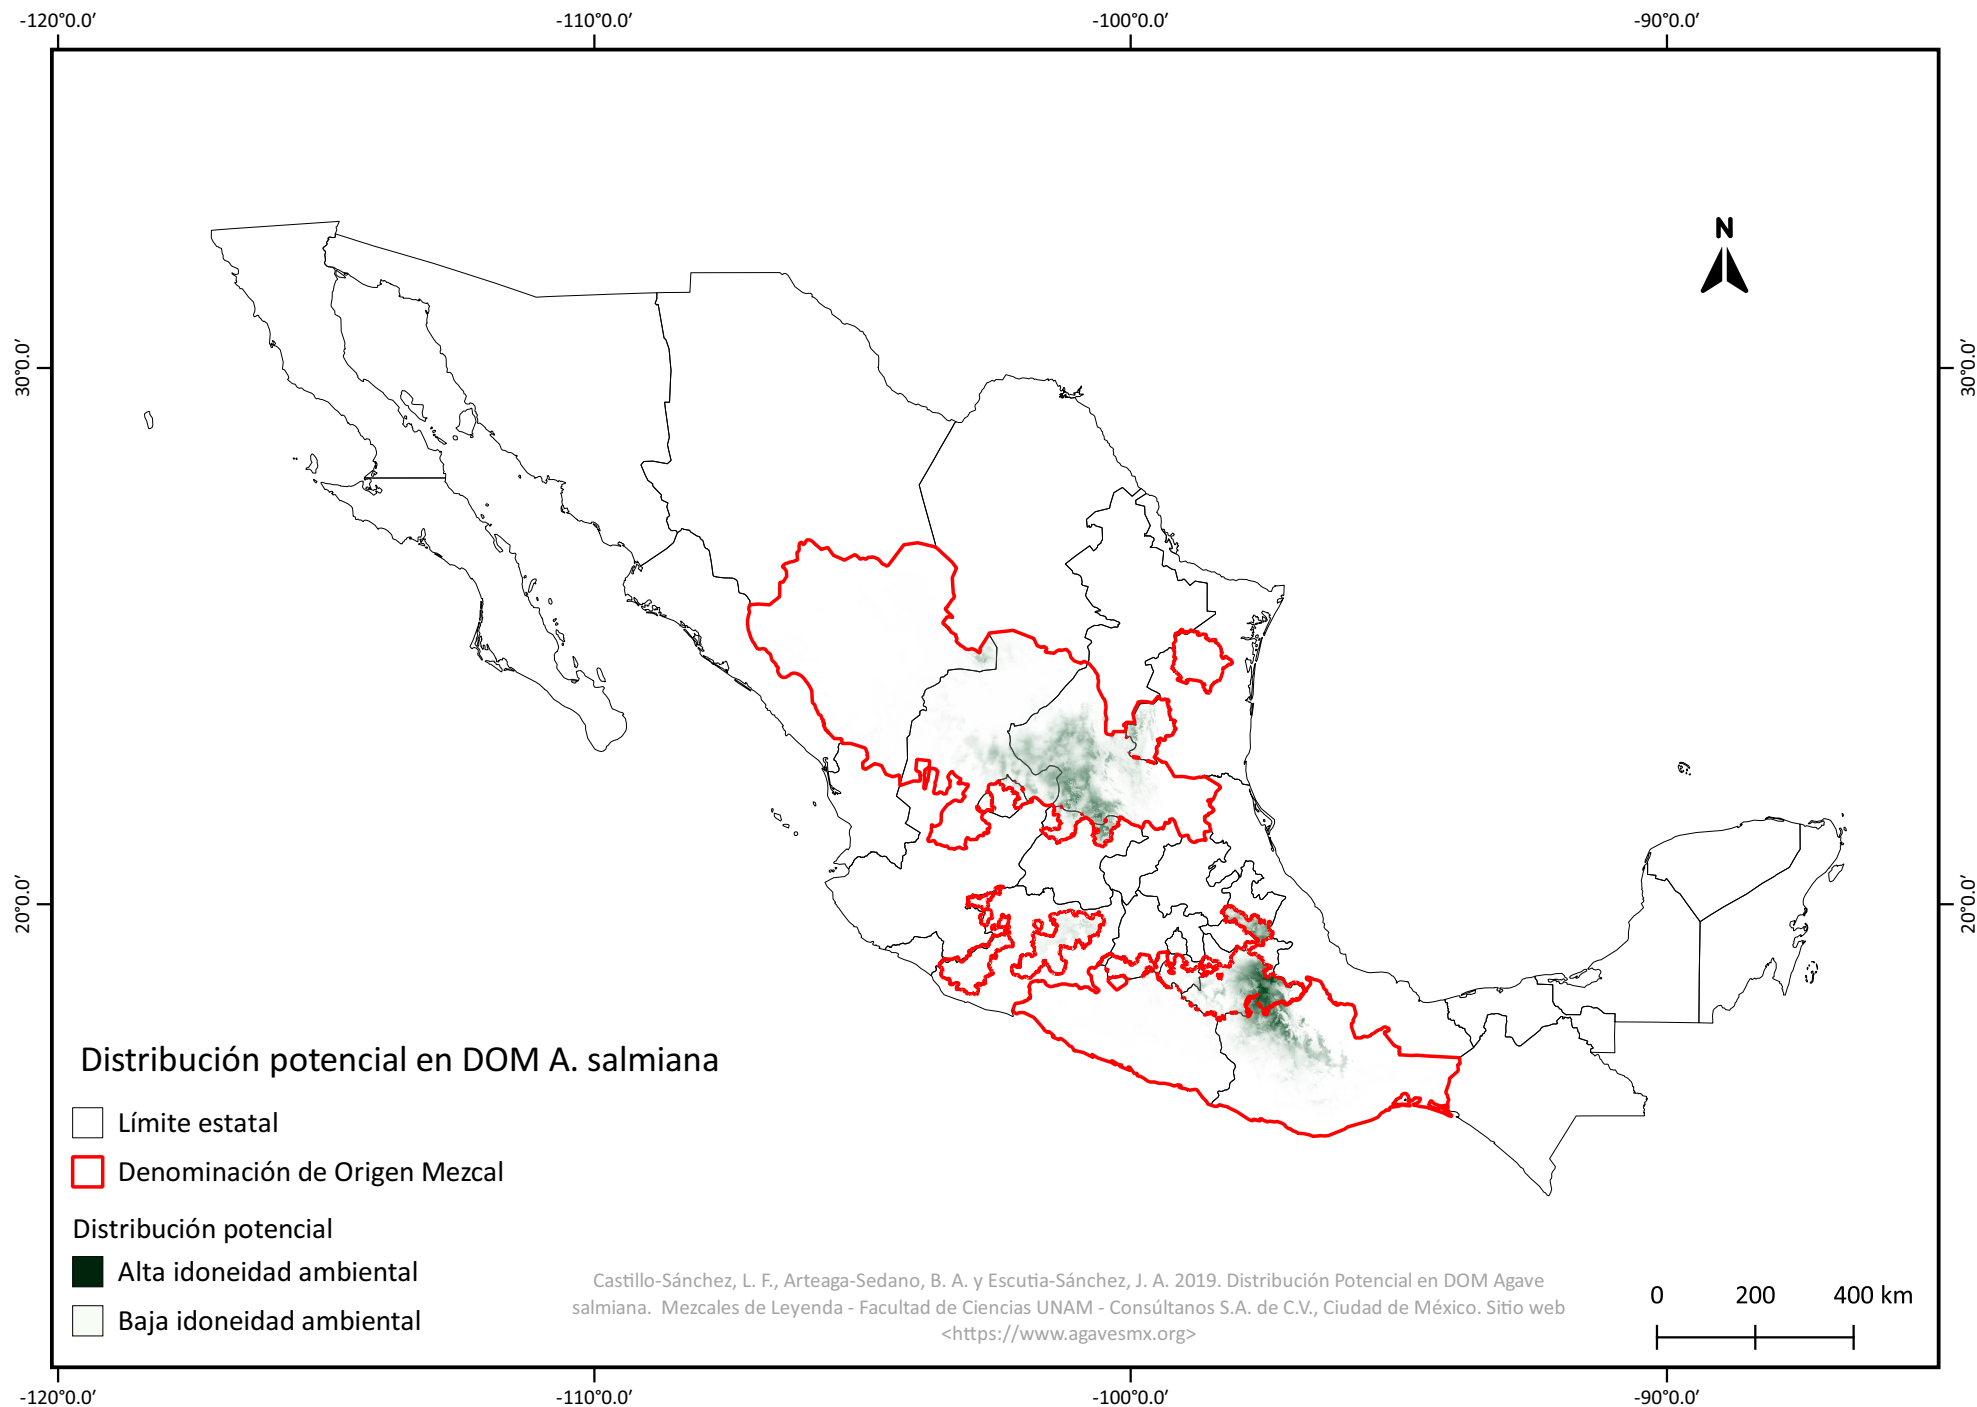 -120°0.0′
-110°0.0′
-100°0.0′
-90°0.0′
N
30°0.0′
30°0.0′
20°0.0′
20°0.0′
Distribución potencial en DOM A. salmiana
Límite estatal
Denominación de Origen Mezcal
Distribución potencial
Alta idoneidad ambiental
Baja idoneidad ambiental
Castillo-Sánchez, L. F., Arteaga-Sedano, B. A. y Escutia-Sánchez, J. A. 2019. Distribución Potencial en DOM Agave
salmiana. Mezcales de Leyenda - Facultad de Ciencias UNAM - Consúltanos S.A. de C.V., Ciudad de México. Sitio web
<https://www.agavesmx.org>
0 200 400 km
-120°0.0′
-110°0.0′
-100°0.0′
-90°0.0′